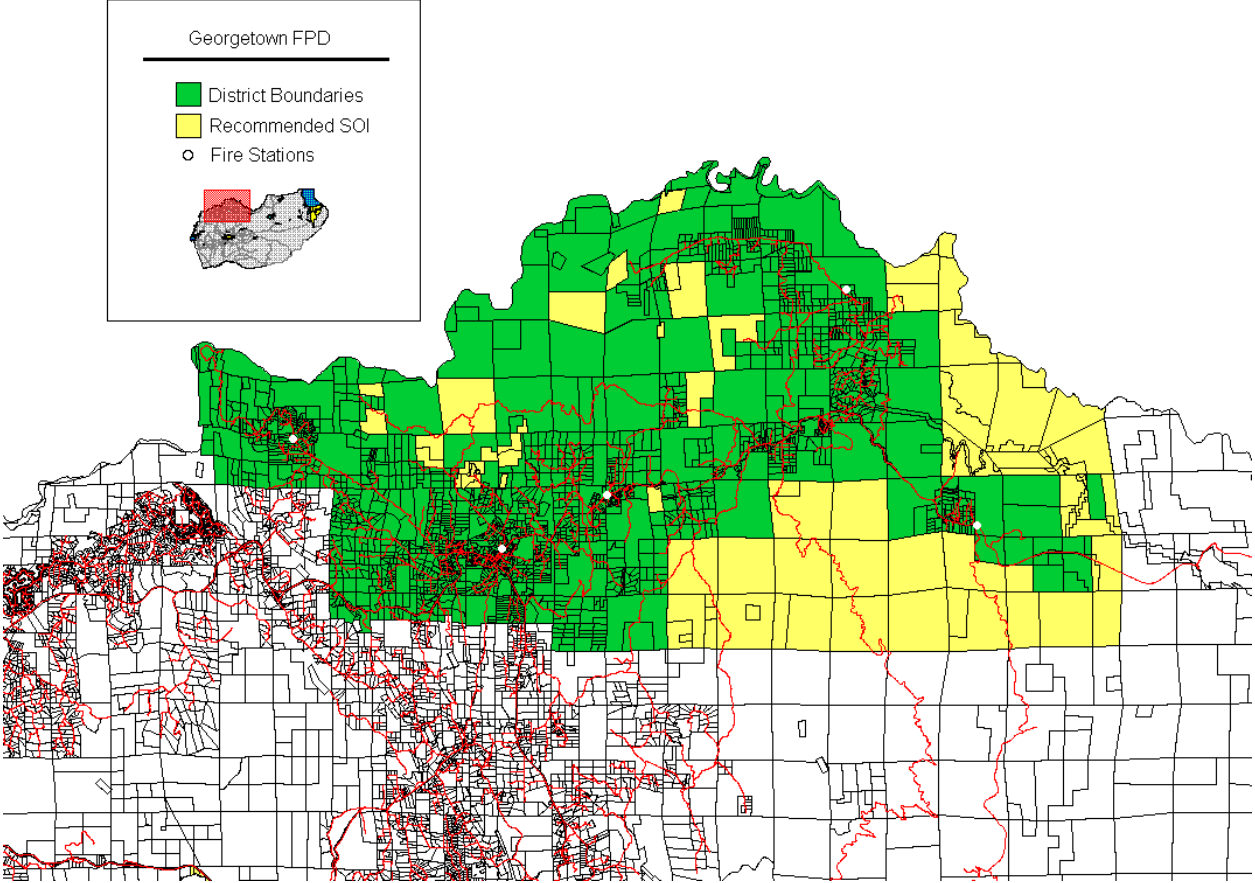 Georgetown FPD
District Boundaries
Recommended SOI
Fire Stations